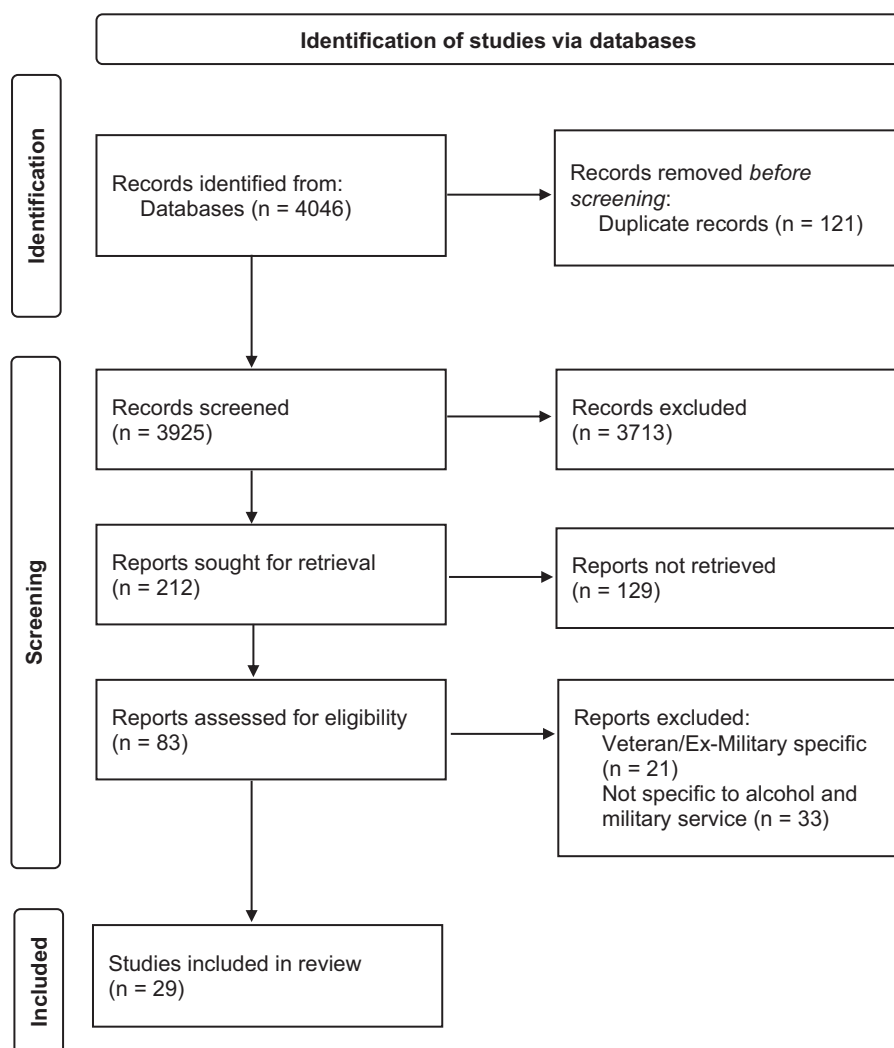 Identification of studies via databases
Identification
Records identified from:
Databases (n = 4046)
Records removed before
screening:
Duplicate records (n = 121)
Screening
Records screened
(n = 3925)
Records excluded
(n = 3713)
Reports sought for retrieval
(n = 212)
Reports not retrieved
(n = 129)
Reports assessed for eligibility
(n = 83)
Reports excluded:
Veteran/Ex-Military specific
(n = 21)
Not specific to alcohol and
military service (n = 33)
Included
Studies included in review
(n = 29)